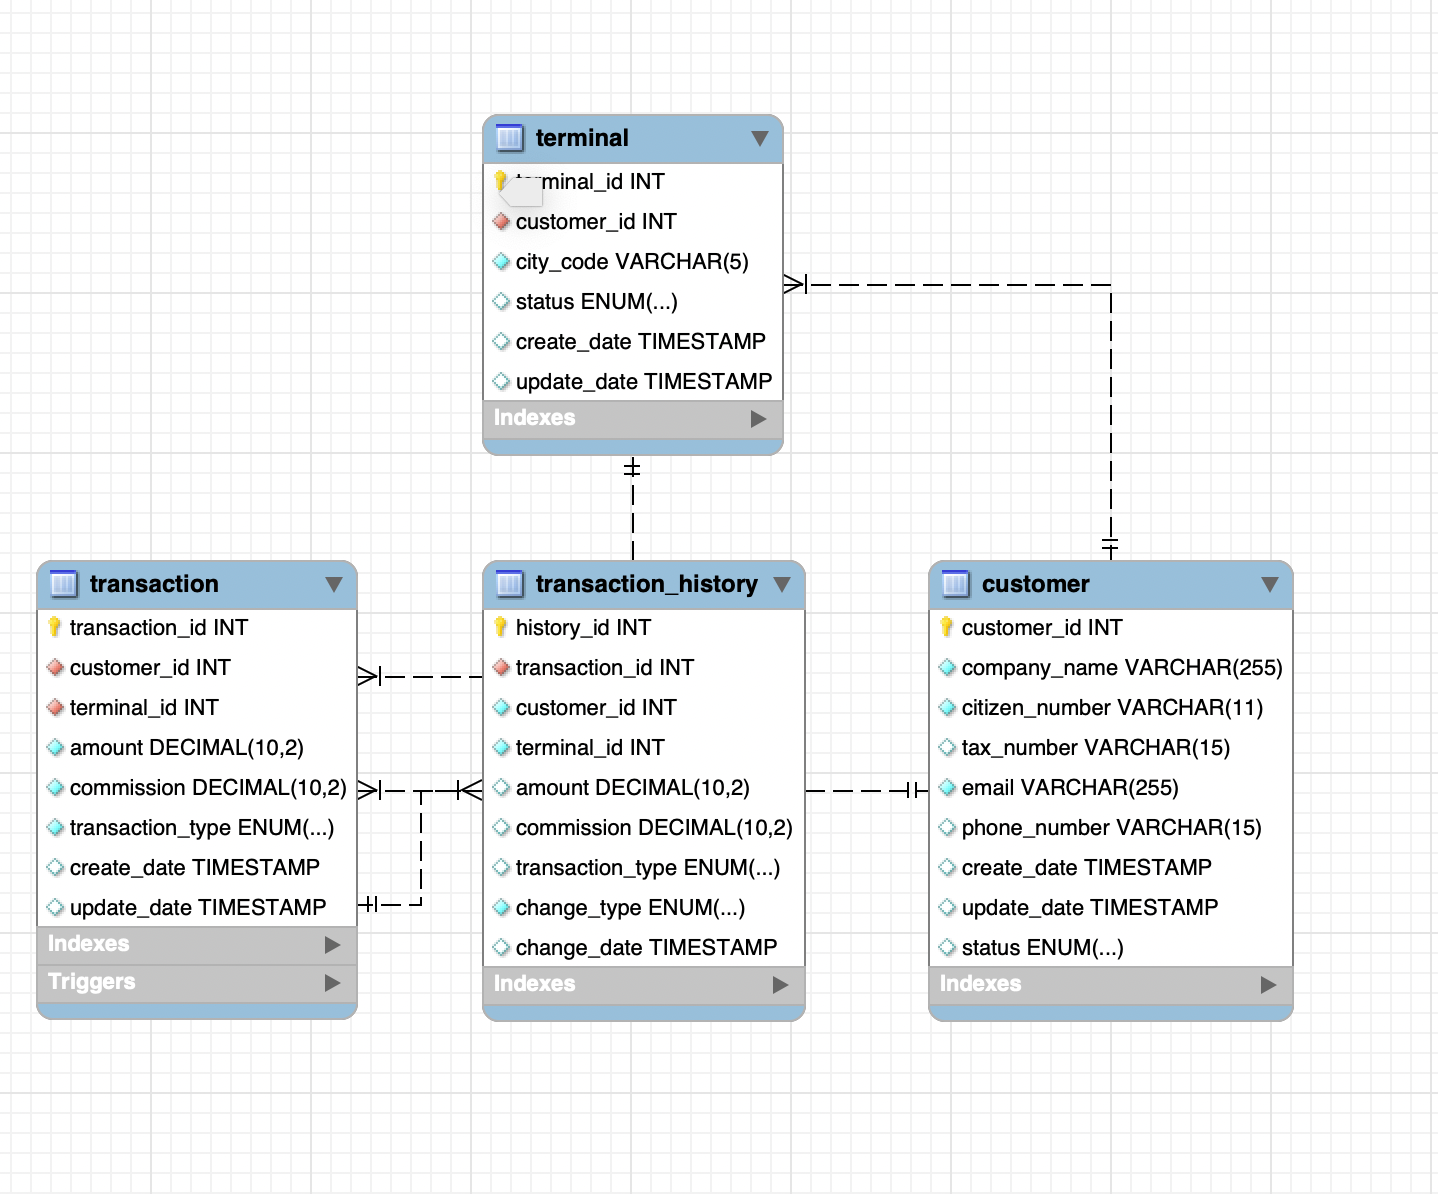 terminal
terminal_id INT
customer_id INT
city_code VARCHAR(5)
status ENUM(...)
create_date TIMESTAMP
update_date TIMESTAMP
Indexes
transaction
transaction_id INT
customer_id INT
terminal_id INT
amount DECIMAL(10,2)
commission DECIMAL(10,2)
transaction_type ENUM(...)
create_date TIMESTAMP
update_date TIMESTAMP
Indexes
Triggers
transaction_history
history_id INT
transaction_id INT
customer_id INT
terminal_id INT
amount DECIMAL(10,2)
commission DECIMAL(10,2)
transaction_type ENUM(...)
change_type ENUM(...)
change_date TIMESTAMP
Indexes
customer
customer_id INT
company_name VARCHAR(255)
citizen_number VARCHAR(11)
tax_number VARCHAR(15)
email VARCHAR(255)
phone_number VARCHAR(15)
create_date TIMESTAMP
update_date TIMESTAMP
status ENUM(...)
Indexes